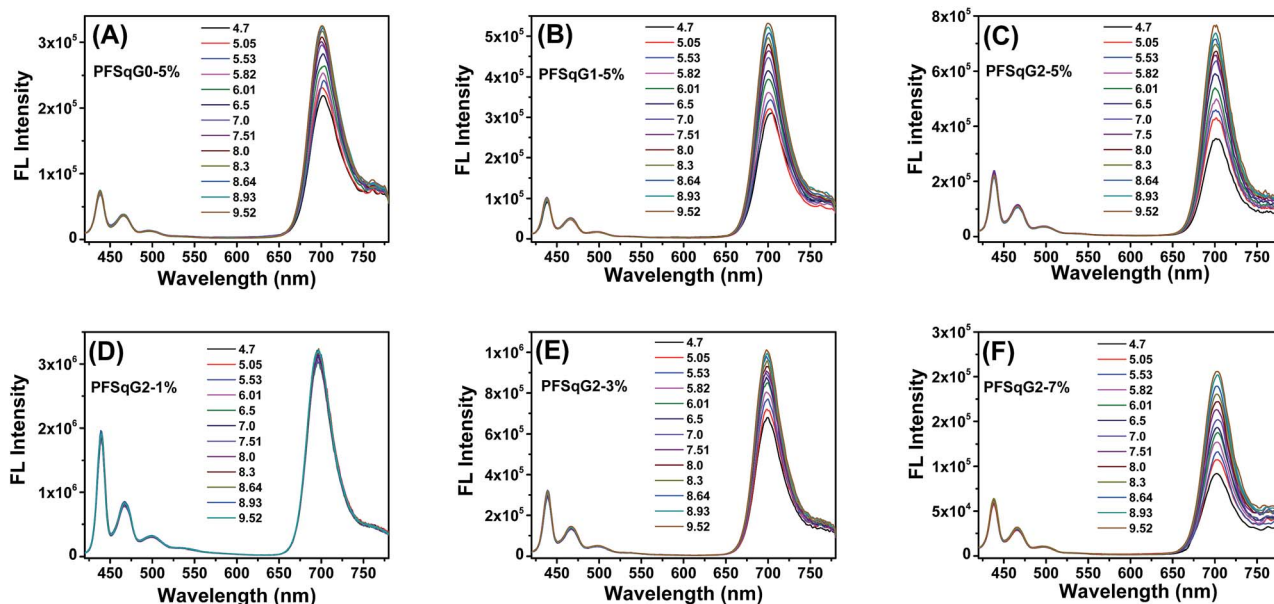 (A)
PFSqG0-5%
4.7
5.05
5.53
5.82
6.01
6.5
7.0
7.51
8.0
8.3
8.64
8.93
9.52
FL Intensity
3x10⁵
2x10⁵
1x10⁵
0
450 500 550 600 650 700 750
Wavelength (nm)
(B)
PFSqG1-5%
4.7
5.05
5.53
5.82
6.01
6.5
7.0
7.51
8.0
8.3
8.64
8.93
9.52
FL Intensity
5x10⁵
4x10⁵
3x10⁵
2x10⁵
1x10⁵
0
450 500 550 600 650 700 750
Wavelength (nm)
(C)
PFSqG2-5%
4.7
5.05
5.53
5.82
6.01
6.5
7.0
7.5
8.0
8.3
8.64
8.93
9.52
FL intensity
8x10⁵
6x10⁵
4x10⁵
2x10⁵
0
450 500 550 600 650 700 750
Wavelength (nm)
(D)
PFSqG2-1%
4.7
5.05
5.53
6.01
6.5
7.0
7.51
8.0
8.3
8.64
8.93
9.52
FL Intensity
3x10⁶
2x10⁶
1x10⁶
0
450 500 550 600 650 700 750
Wavelength (nm)
(E)
PFSqG2-3%
4.7
5.05
5.53
5.82
6.01
6.5
7.0
7.51
8.0
8.3
8.64
8.93
9.52
FL Intensity
1x10⁶
8x10⁵
6x10⁵
4x10⁵
2x10⁵
0
450 500 550 600 650 700 750
Wavelength (nm)
(F)
PFSqG2-7%
4.7
5.05
5.53
5.82
6.01
6.5
7.0
7.51
8.0
8.3
8.64
8.93
9.52
FL Intensity
3x10⁵
2x10⁵
2x10⁵
1x10⁵
5x10⁴
0
450 500 550 600 650 700 750
Wavelength (nm)